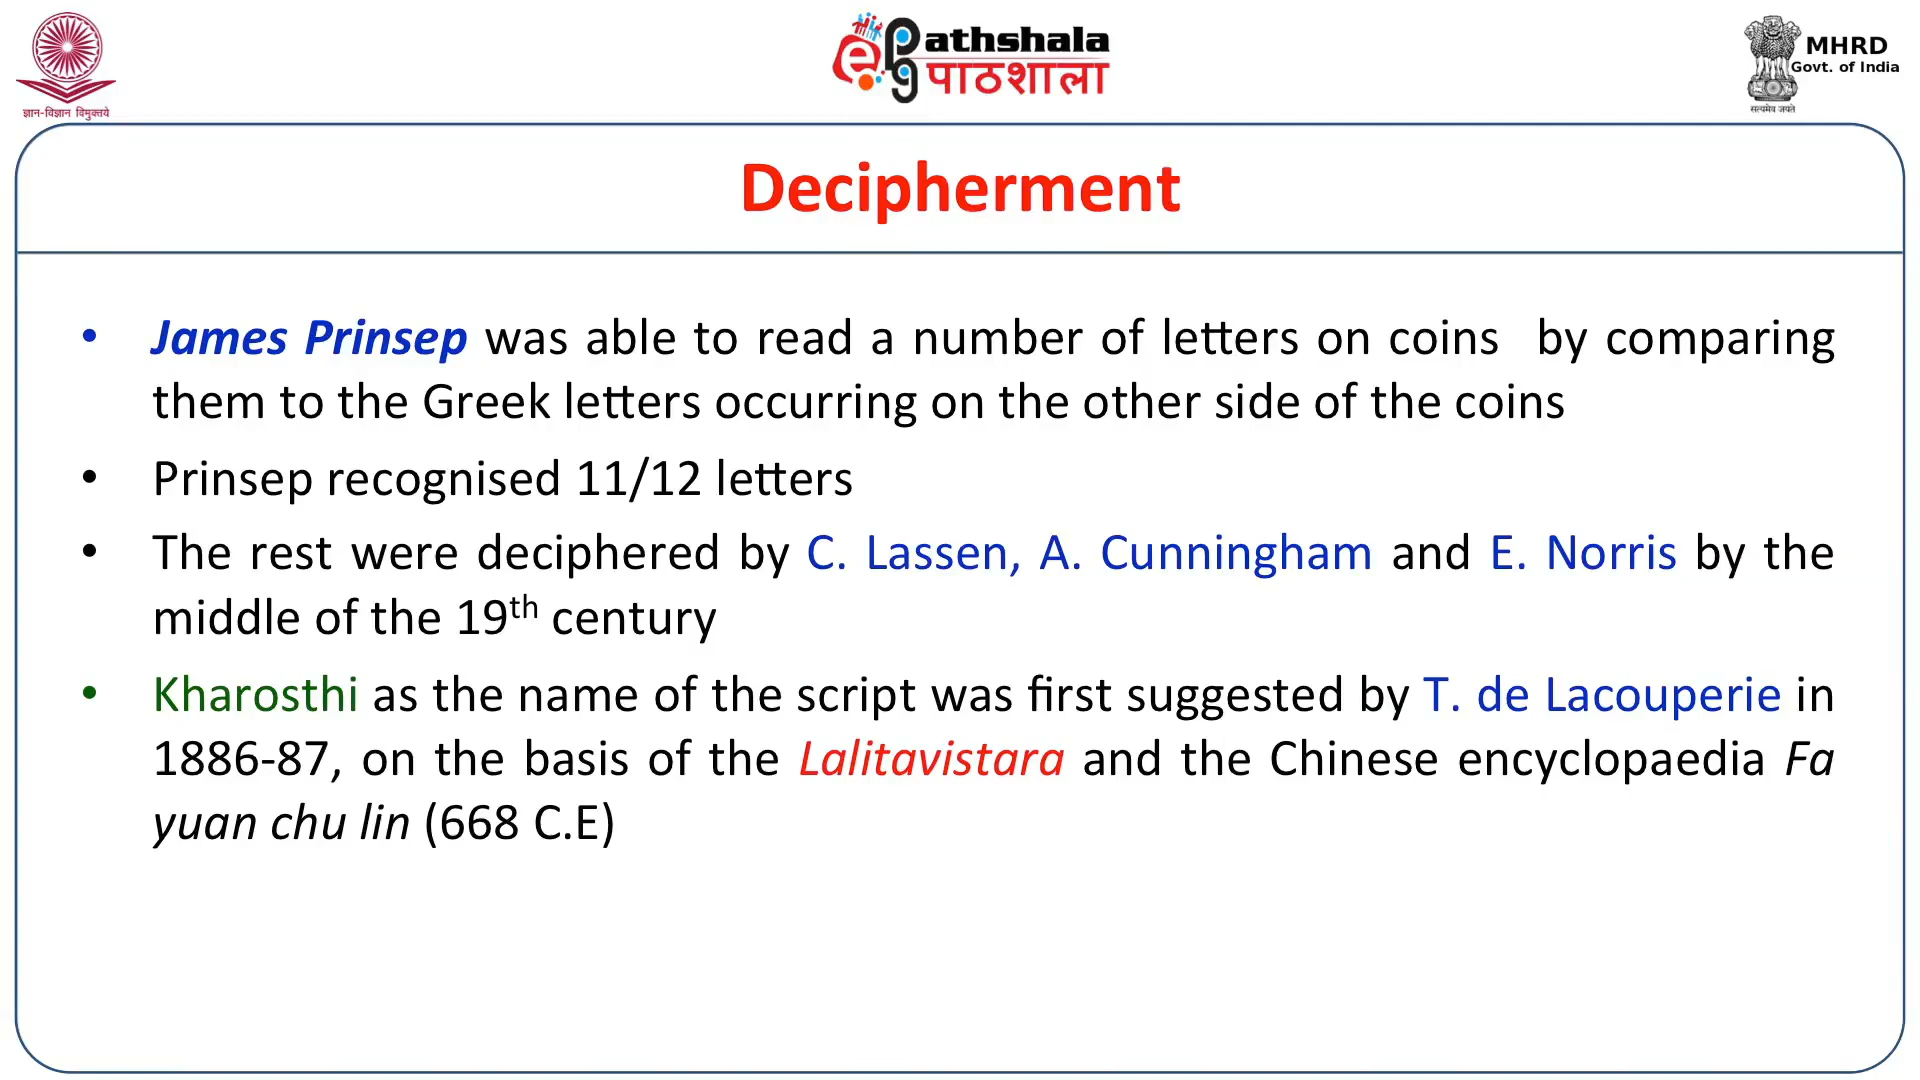 ज्ञान-विज्ञान विमुक्तये
ePathshala
पाठशाला
MHRD
Govt. of India
सत्यमेव जयते
Decipherment
• James Prinsep was able to read a number of letters on coins by comparing
them to the Greek letters occurring on the other side of the coins
• Prinsep recognised 11/12 letters
• The rest were deciphered by C. Lassen, A. Cunningham and E. Norris by the
middle of the 19th century
• Kharosthi as the name of the script was first suggested by T. de Lacouperie in
1886-87, on the basis of the Lalitavistara and the Chinese encyclopaedia Fa
yuan chu lin (668 C.E)